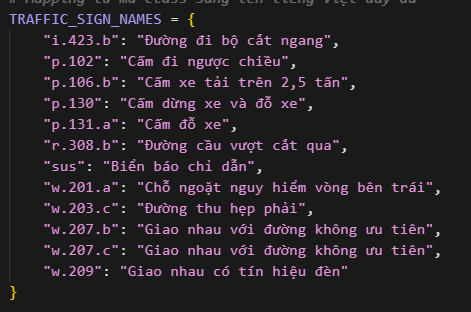 # Mapping từ mã class sang tên tiếng Việt đầy đủ
TRAFFIC_SIGN_NAMES = {
"i.423.b": "Đường đi bộ cắt ngang",
"p.102": "Cấm đi ngược chiều",
"p.106.b": "Cấm xe tải trên 2,5 tấn",
"p.130": "Cấm dừng xe và đỗ xe",
"p.131.a": "Cấm đỗ xe",
"r.308.b": "Đường cầu vượt cắt qua",
"sus": "Biển báo chỉ dẫn",
"w.201.a": "Chỗ ngoặt nguy hiểm vòng bên trái",
"w.203.c": "Đường thu hẹp phải",
"w.207.b": "Giao nhau với đường không ưu tiên",
"w.207.c": "Giao nhau với đường không ưu tiên",
"w.209": "Giao nhau có tín hiệu đèn"
}